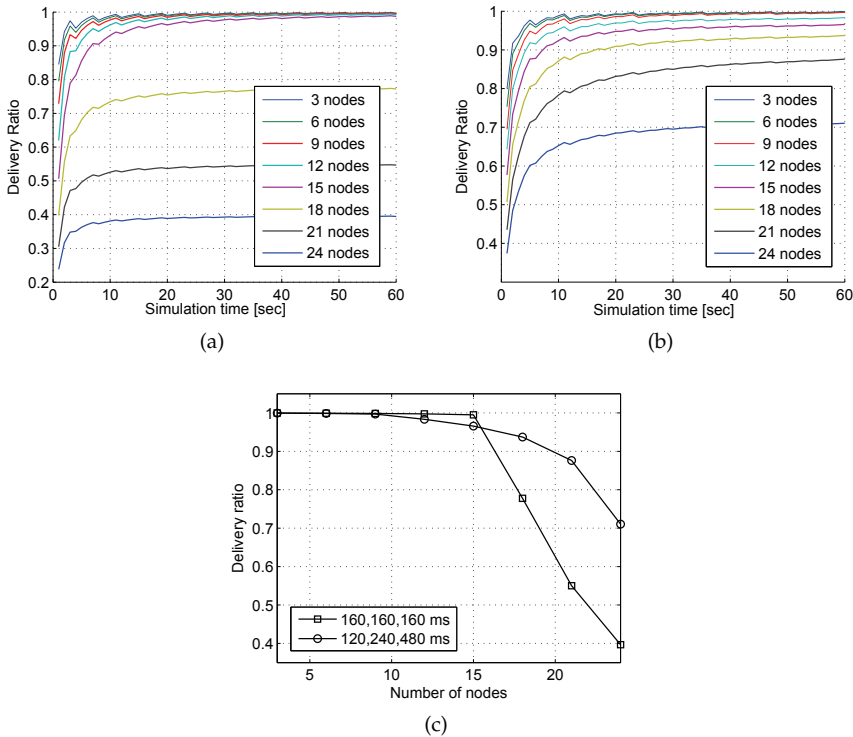 1
0.9
0.8
0.7
0.6
0.5
0.4
0.3
0.2
Delivery Ratio
3 nodes
6 nodes
9 nodes
12 nodes
15 nodes
18 nodes
21 nodes
24 nodes
0 10 20 30 40 50 60
Simulation time [sec]
(a)
1
0.9
0.8
0.7
0.6
0.5
0.4
Delivery Ratio
3 nodes
6 nodes
9 nodes
12 nodes
15 nodes
18 nodes
21 nodes
24 nodes
0 10 20 30 40 50 60
Simulation time [sec]
(b)
1
0.9
0.8
0.7
0.6
0.5
0.4
Delivery ratio
160,160,160 ms
120,240,480 ms
5 10 15 20
Number of nodes
(c)